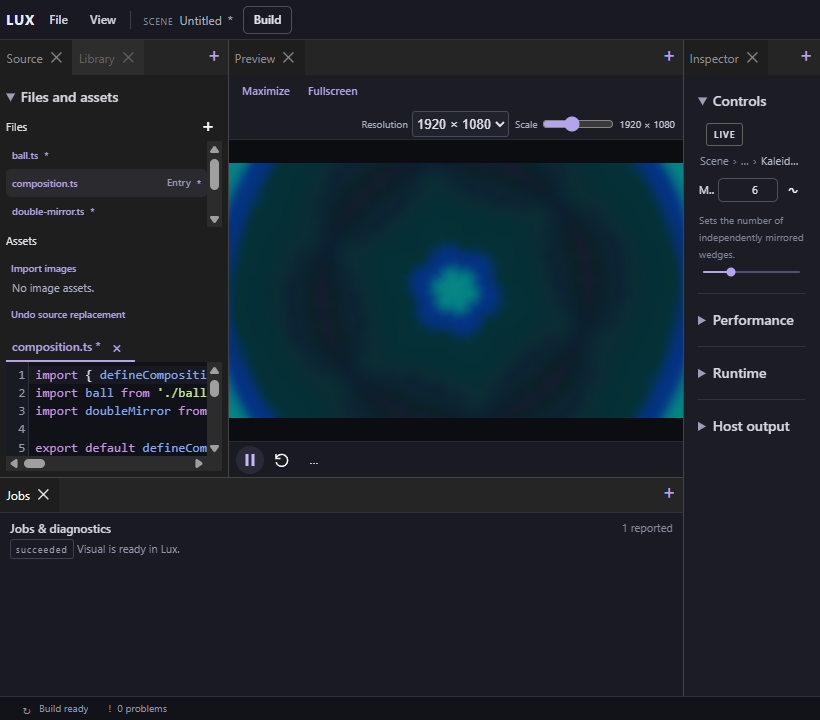 LUX File View SCENE Untitled * Build
Source Library +
Files and assets
Files +
ball.ts *
composition.ts Entry *
double-mirror.ts *
Assets
Import images
No image assets.
Undo source replacement
composition.ts * ×
1 import { defineCompositi
2 import ball from './ball
3 import doubleMirror from
4
5 export default defineCom
Preview +
Maximize Fullscreen
Resolution 1920 × 1080 Scale 1920 × 1080
...
Jobs +
Jobs & diagnostics 1 reported
succeeded Visual is ready in Lux.
Inspector +
Controls
LIVE
Scene › ... › Kaleid...
M.. 6
Sets the number of
independently mirrored
wedges.
Performance
Runtime
Host output
Build ready ! 0 problems